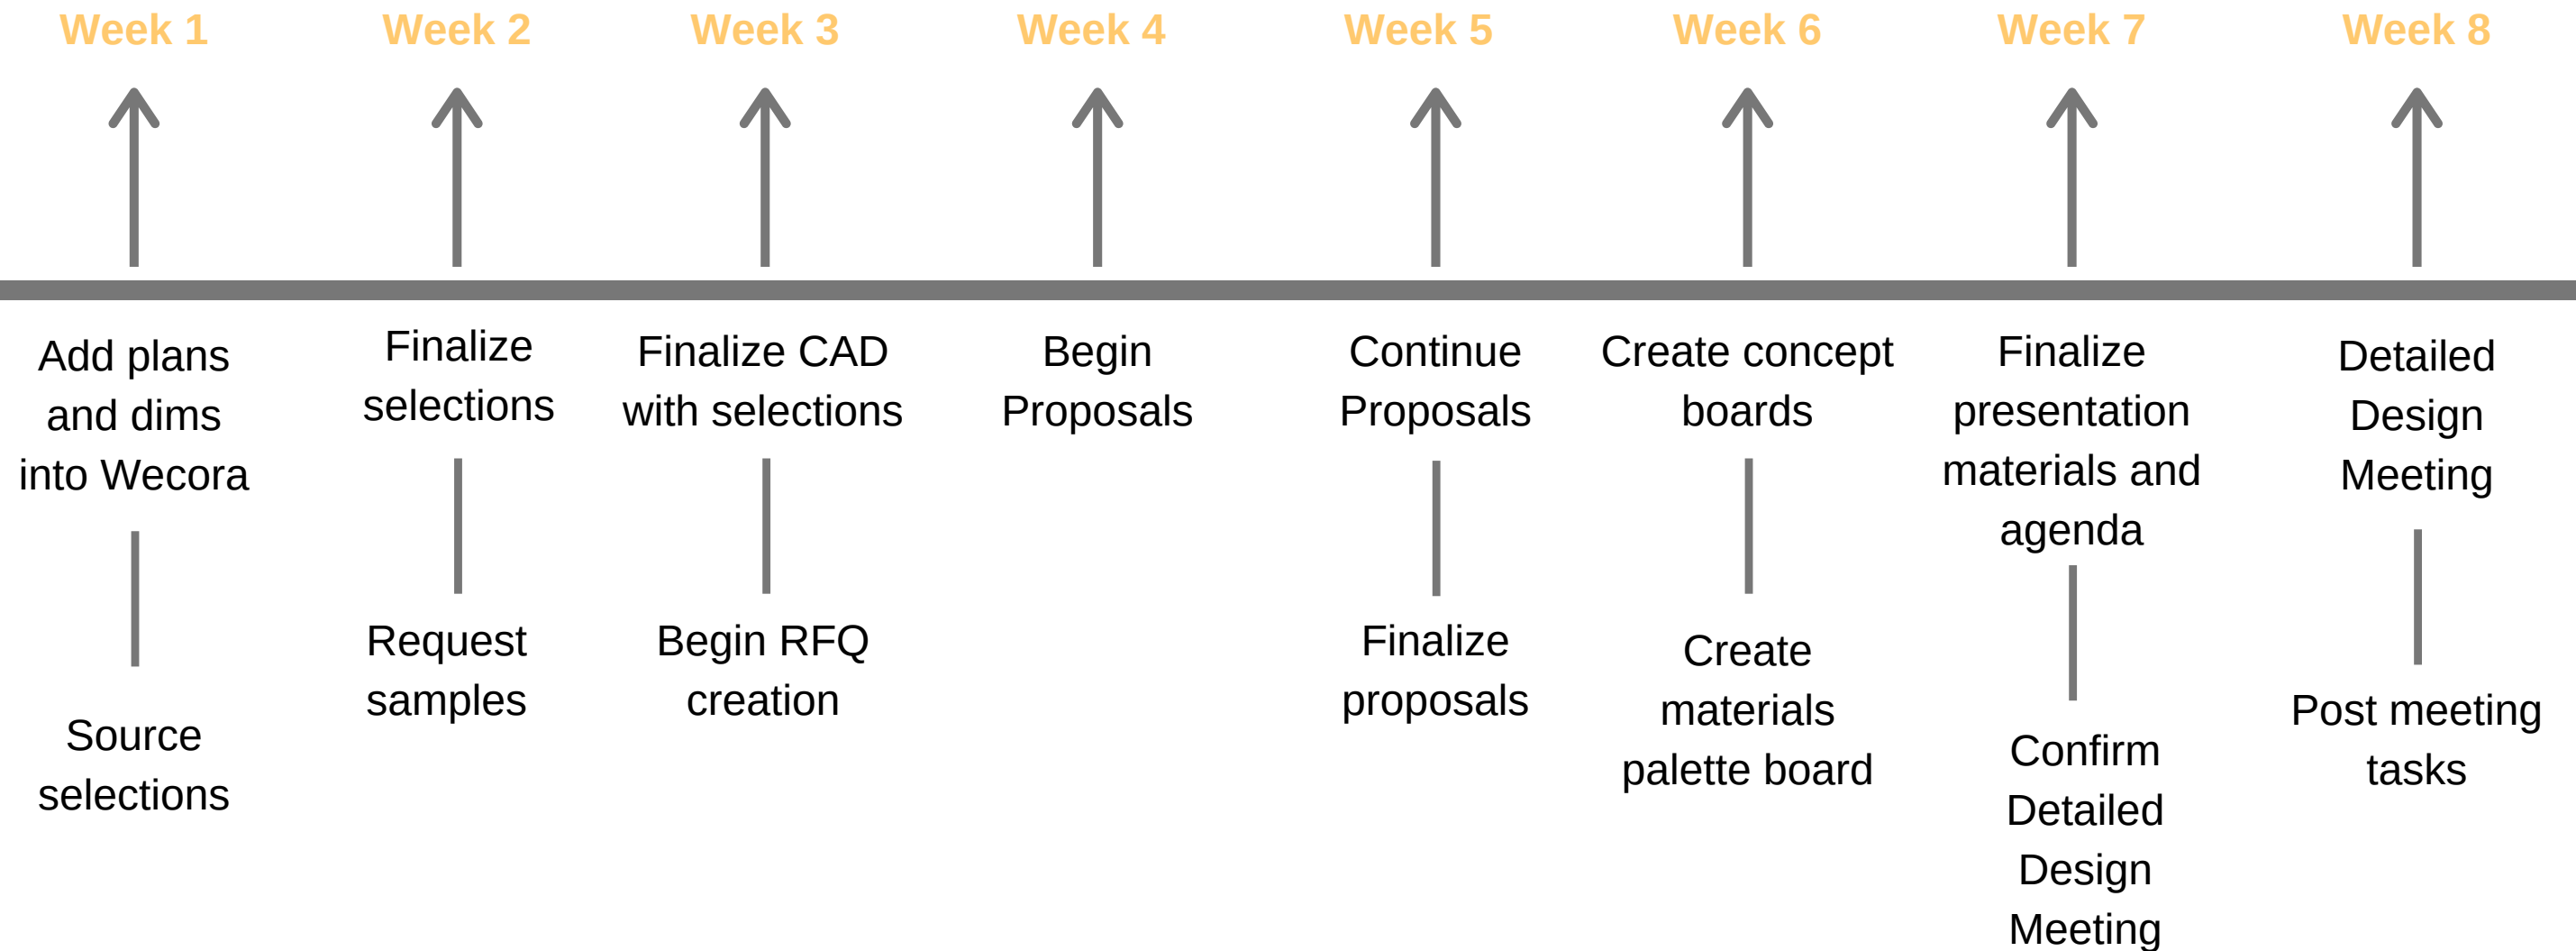 Week 1
Week 2
Week 3
Week 4
Week 5
Week 6
Week 7
Week 8
Add plans
and dims
into Wecora
Source
selections
Finalize
selections
Request
samples
Finalize CAD
with selections
Begin RFQ
creation
Begin
Proposals
Continue
Proposals
Finalize
proposals
Create concept
boards
Create
materials
palette board
Finalize
presentation
materials and
agenda
Confirm
Detailed
Design
Meeting
Detailed
Design
Meeting
Post meeting
tasks